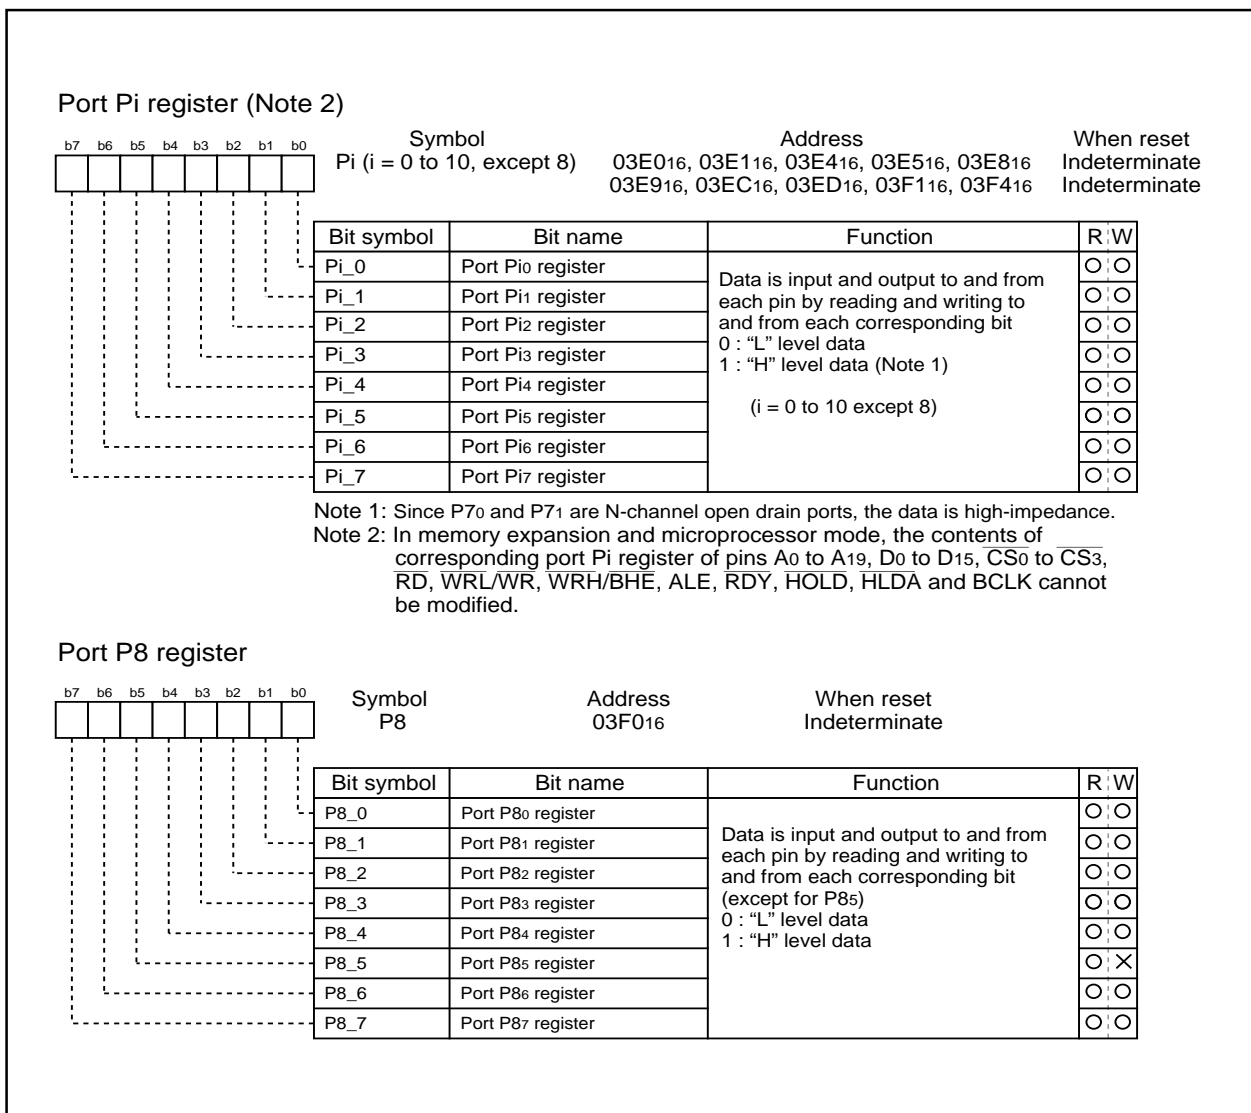 Port Pi register (Note 2)
b7 b6 b5 b4 b3 b2 b1 b0
Symbol Address When reset
Pi (i = 0 to 10, except 8) 03E016, 03E116, 03E416, 03E516, 03E816 Indeterminate
03E916, 03EC16, 03ED16, 03F116, 03F416 Indeterminate
Bit symbol Bit name Function R W
Pi_0 Port Pi0 register
Pi_1 Port Pi1 register
Pi_2 Port Pi2 register
Pi_3 Port Pi3 register
Pi_4 Port Pi4 register
Pi_5 Port Pi5 register
Pi_6 Port Pi6 register
Pi_7 Port Pi7 register
Data is input and output to and from
each pin by reading and writing to
and from each corresponding bit
0 : “L” level data
1 : “H” level data (Note 1)
(i = 0 to 10 except 8)
Note 1: Since P70 and P71 are N-channel open drain ports, the data is high-impedance.
Note 2: In memory expansion and microprocessor mode, the contents of
corresponding port Pi register of pins A0 to A19, D0 to D15, CS0 to CS3,
RD, WRL/WR, WRH/BHE, ALE, RDY, HOLD, HLDA and BCLK cannot
be modified.
Port P8 register
b7 b6 b5 b4 b3 b2 b1 b0
Symbol Address When reset
P8 03F016 Indeterminate
Bit symbol Bit name Function R W
P8_0 Port P80 register
P8_1 Port P81 register
P8_2 Port P82 register
P8_3 Port P83 register
P8_4 Port P84 register
P8_5 Port P85 register
P8_6 Port P86 register
P8_7 Port P87 register
Data is input and output to and from
each pin by reading and writing to
and from each corresponding bit
(except for P85)
0 : “L” level data
1 : “H” level data